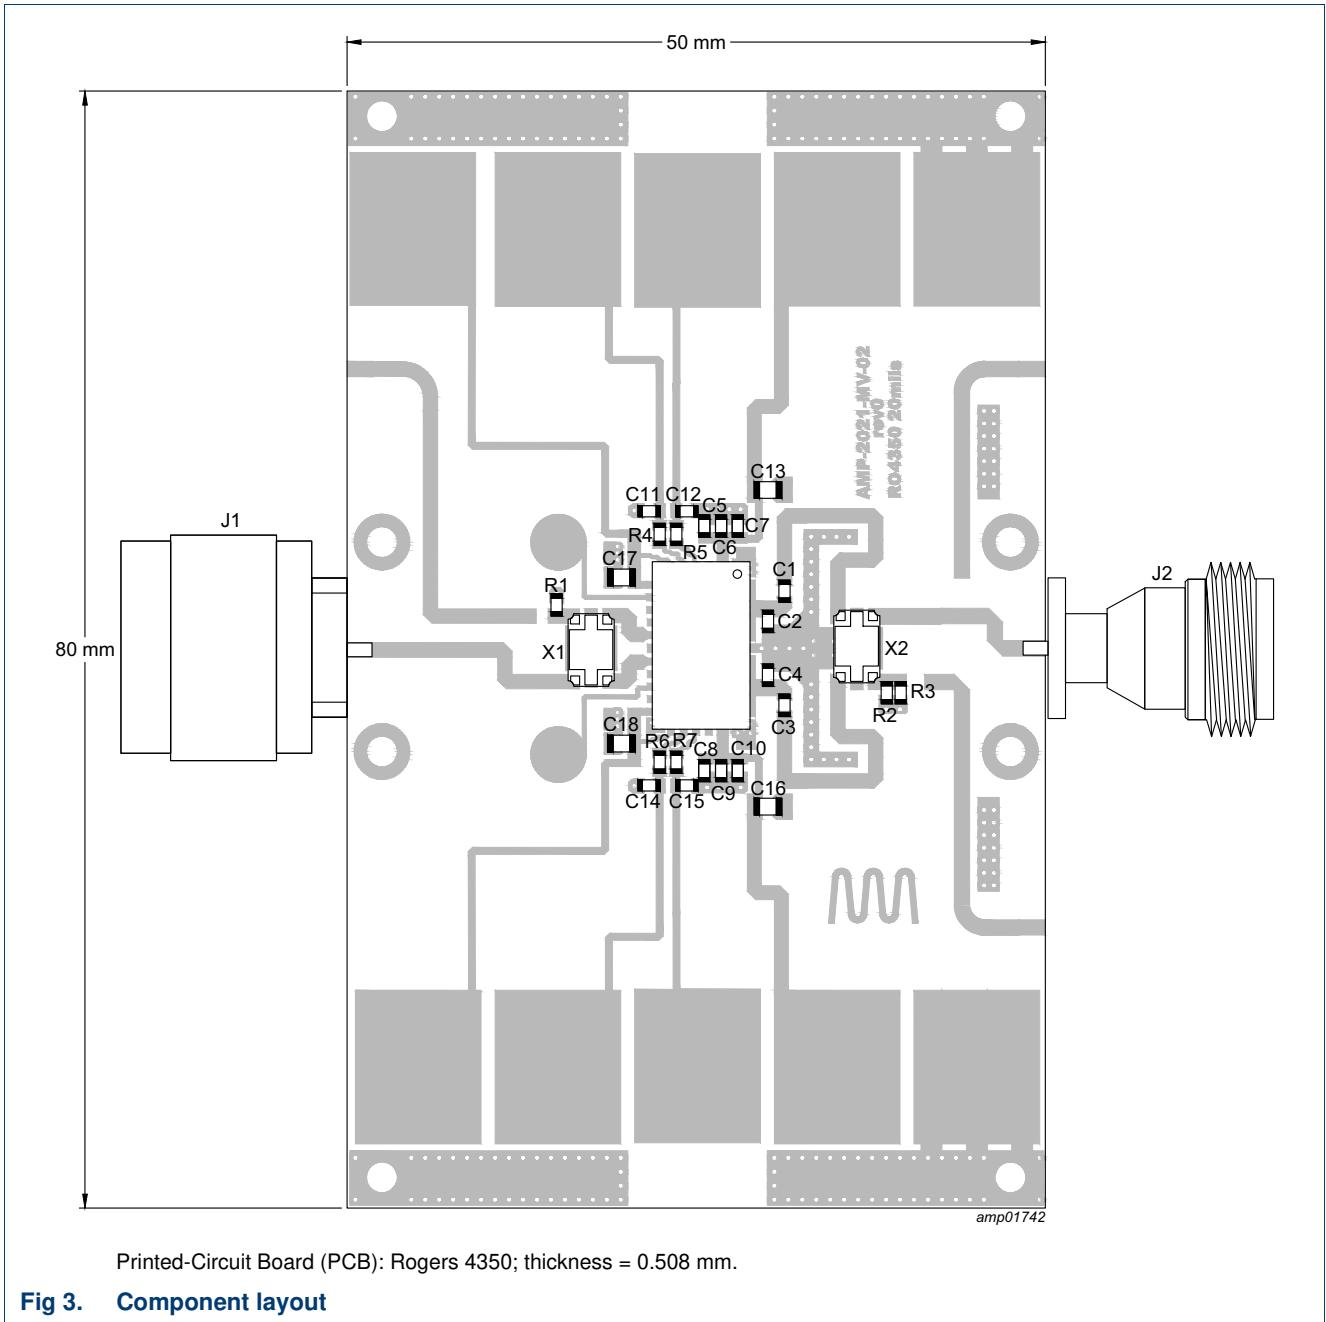 50 mm
AMP-2021-MV-02
rev0
RO4350 20mils
C13
C11 C12 C5
C7
J1
R4
C6
R5
C17
C1
J2
R1
C2
80 mm
X1
X2
C4
R3
R2
C3
C18
R6 R7 C8 C10
C9
C14 C15
C16
amp01742
Printed-Circuit Board (PCB): Rogers 4350; thickness = 0.508 mm.
Fig 3. Component layout